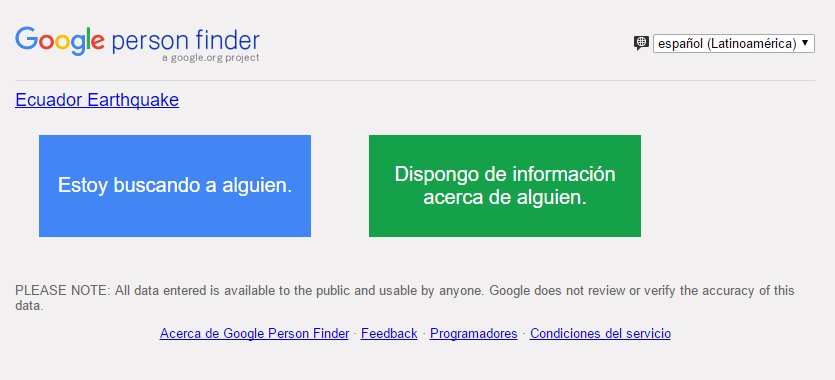 Google person finder
a google.org project
español (Latinoamérica)
Ecuador Earthquake
Estoy buscando a alguien.
Dispongo de información
acerca de alguien.
PLEASE NOTE: All data entered is available to the public and usable by anyone. Google does not review or verify the accuracy of this
data.
Acerca de Google Person Finder · Feedback · Programadores · Condiciones del servicio